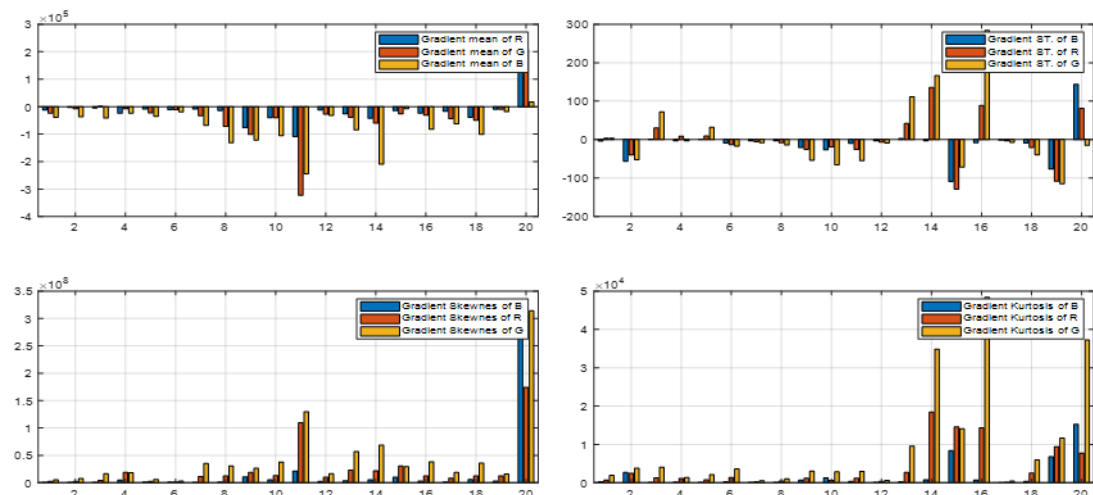 ×10^5
3
2
1
0
-1
-2
-3
-4
2 4 6 8 10 12 14 16 18 20
Gradient mean of R
Gradient mean of G
Gradient mean of B
300
200
100
0
-100
-200
2 4 6 8 10 12 14 16 18 20
Gradient ST. of B
Gradient ST. of R
Gradient ST. of G
×10^8
3.5
3
2.5
2
1.5
1
0.5
0
2 4 6 8 10 12 14 16 18 20
Gradient Skewnes of B
Gradient Skewnes of R
Gradient Skewnes of G
×10^4
5
4
3
2
1
0
2 4 6 8 10 12 14 16 18 20
Gradient Kurtosis of B
Gradient Kurtosis of R
Gradient Kurtosis of G